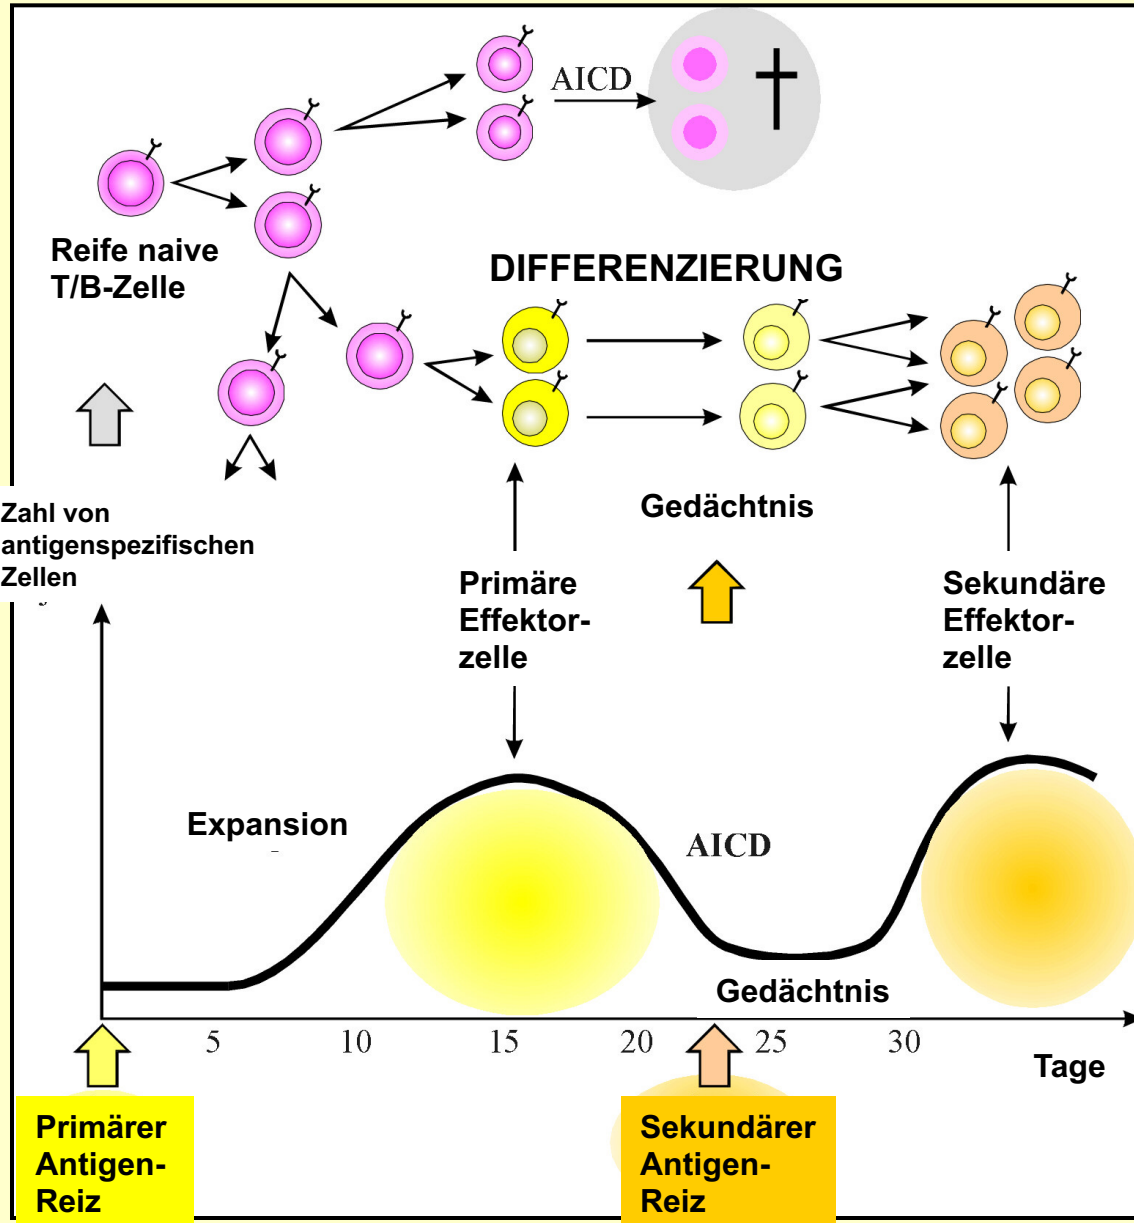 AICD
Reife naive
T/B-Zelle
DIFFERENZIERUNG
Zahl von
antigenspezifischen
Zellen
Gedächtnis
Primäre
Effektor-
zelle
Sekundäre
Effektor-
zelle
Expansion
AICD
Gedächtnis
5 10 15 20 25 30
Tage
Primärer
Antigen-
Reiz
Sekundärer
Antigen-
Reiz